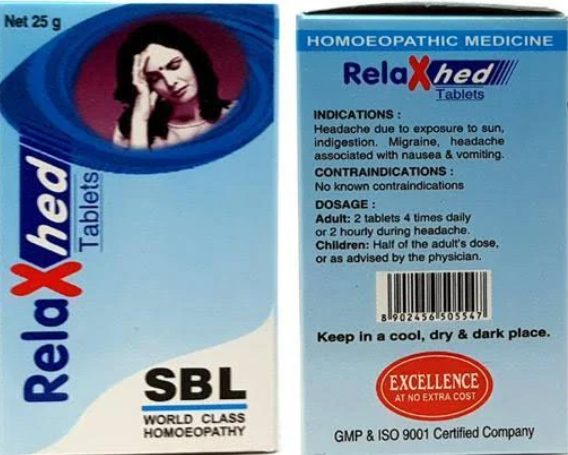 Net 25 g
RelaXhed
Tablets
SBL
WORLD CLASS
HOMOEOPATHY
HOMOEOPATHIC MEDICINE
RelaXhed
Tablets
INDICATIONS :
Headache due to exposure to sun,
indigestion. Migraine, headache
associated with nausea & vomiting.
CONTRAINDICATIONS :
No known contraindications
DOSAGE :
Adult: 2 tablets 4 times daily
or 2 hourly during headache.
Children: Half of the adult's dose,
or as advised by the physician.
8 902456 505547
Keep in a cool, dry & dark place.
EXCELLENCE
AT NO EXTRA COST
GMP & ISO 9001 Certified Company